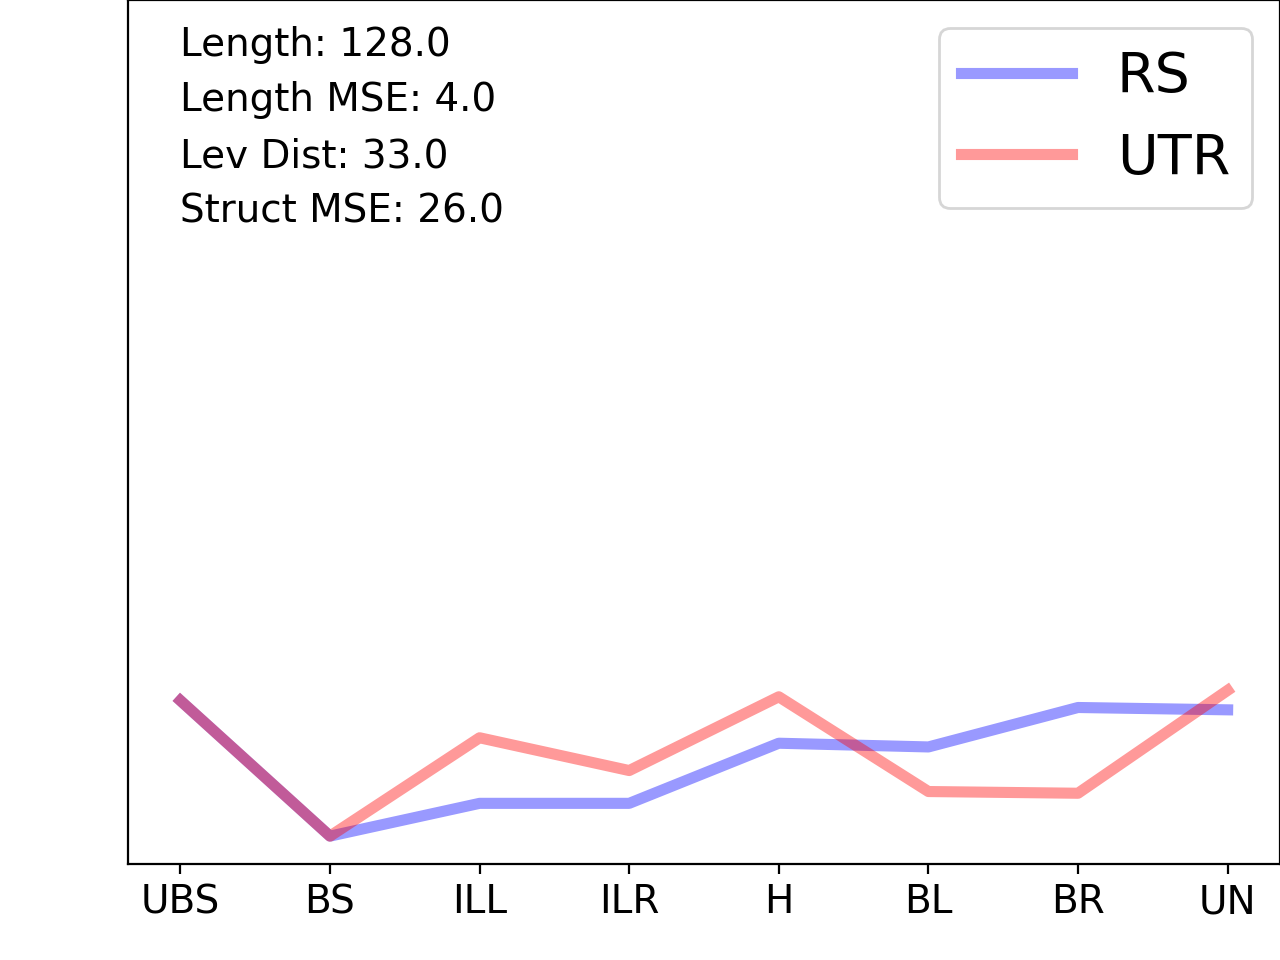 Length: 128.0
Length MSE: 4.0
Lev Dist: 33.0
Struct MSE: 26.0
RS
UTR
UBS BS ILL ILR H BL BR UN